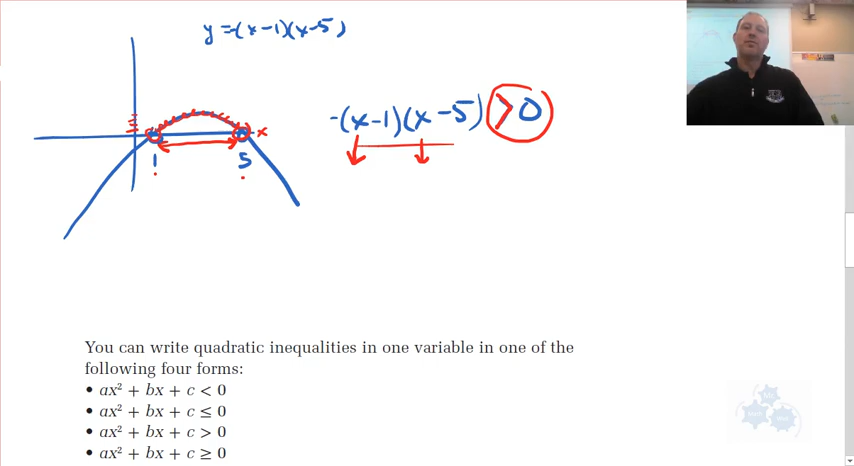 y = -(x-1)(x-5)
-(x-1)(x-5) > 0
x
1 5
You can write quadratic inequalities in one variable in one of the
following four forms:
• ax² + bx + c < 0
• ax² + bx + c ≤ 0
• ax² + bx + c > 0
• ax² + bx + c ≥ 0